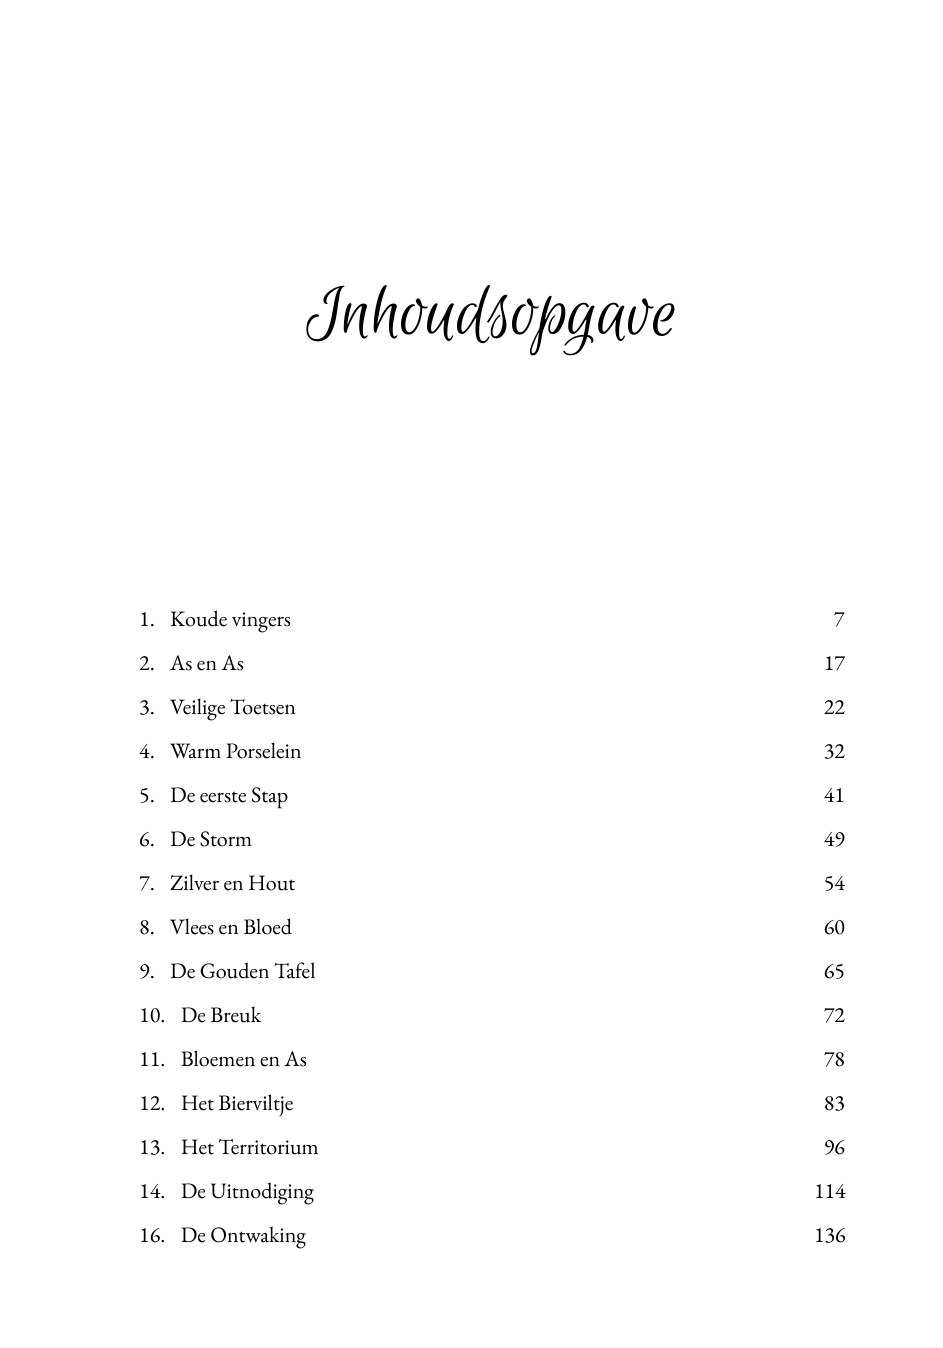 Inhoudsopgave
1. Koude vingers 7
2. As en As 17
3. Veilige Toetsen 22
4. Warm Porselein 32
5. De eerste Stap 41
6. De Storm 49
7. Zilver en Hout 54
8. Vlees en Bloed 60
9. De Gouden Tafel 65
10. De Breuk 72
11. Bloemen en As 78
12. Het Bierviltje 83
13. Het Territorium 96
14. De Uitnodiging 114
16. De Ontwaking 136